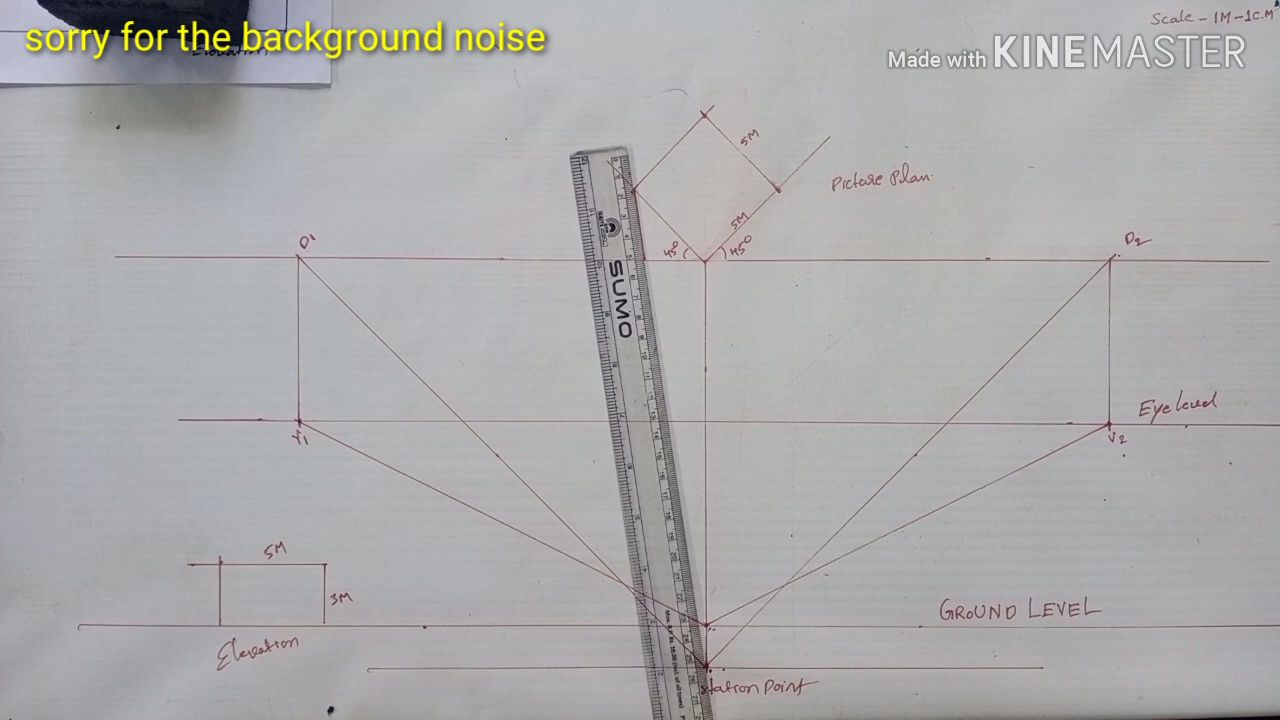 sorry for the background noise
Elevation
Scale - 1M - 1C.M
Made with KINEMASTER
5M
Picture Plan.
5M
45°
45°
D1
D2
SUMO
Eye level
V1
V2
5M
3M
GROUND LEVEL
Elevation
Station Point